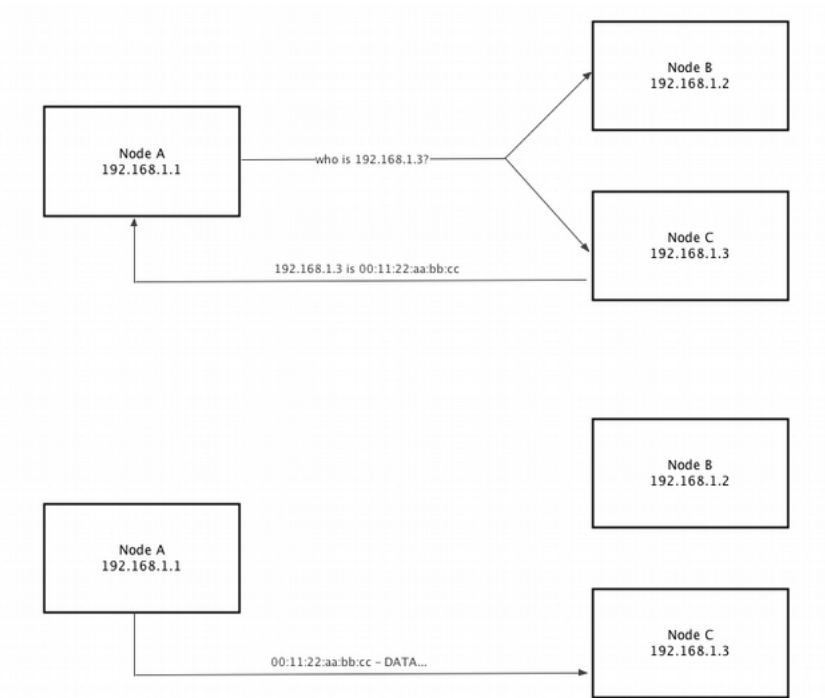 Node B
192.168.1.2
Node A
192.168.1.1
who is 192.168.1.3?
Node C
192.168.1.3
192.168.1.3 is 00:11:22:aa:bb:cc
Node B
192.168.1.2
Node A
192.168.1.1
Node C
192.168.1.3
00:11:22:aa:bb:cc – DATA...